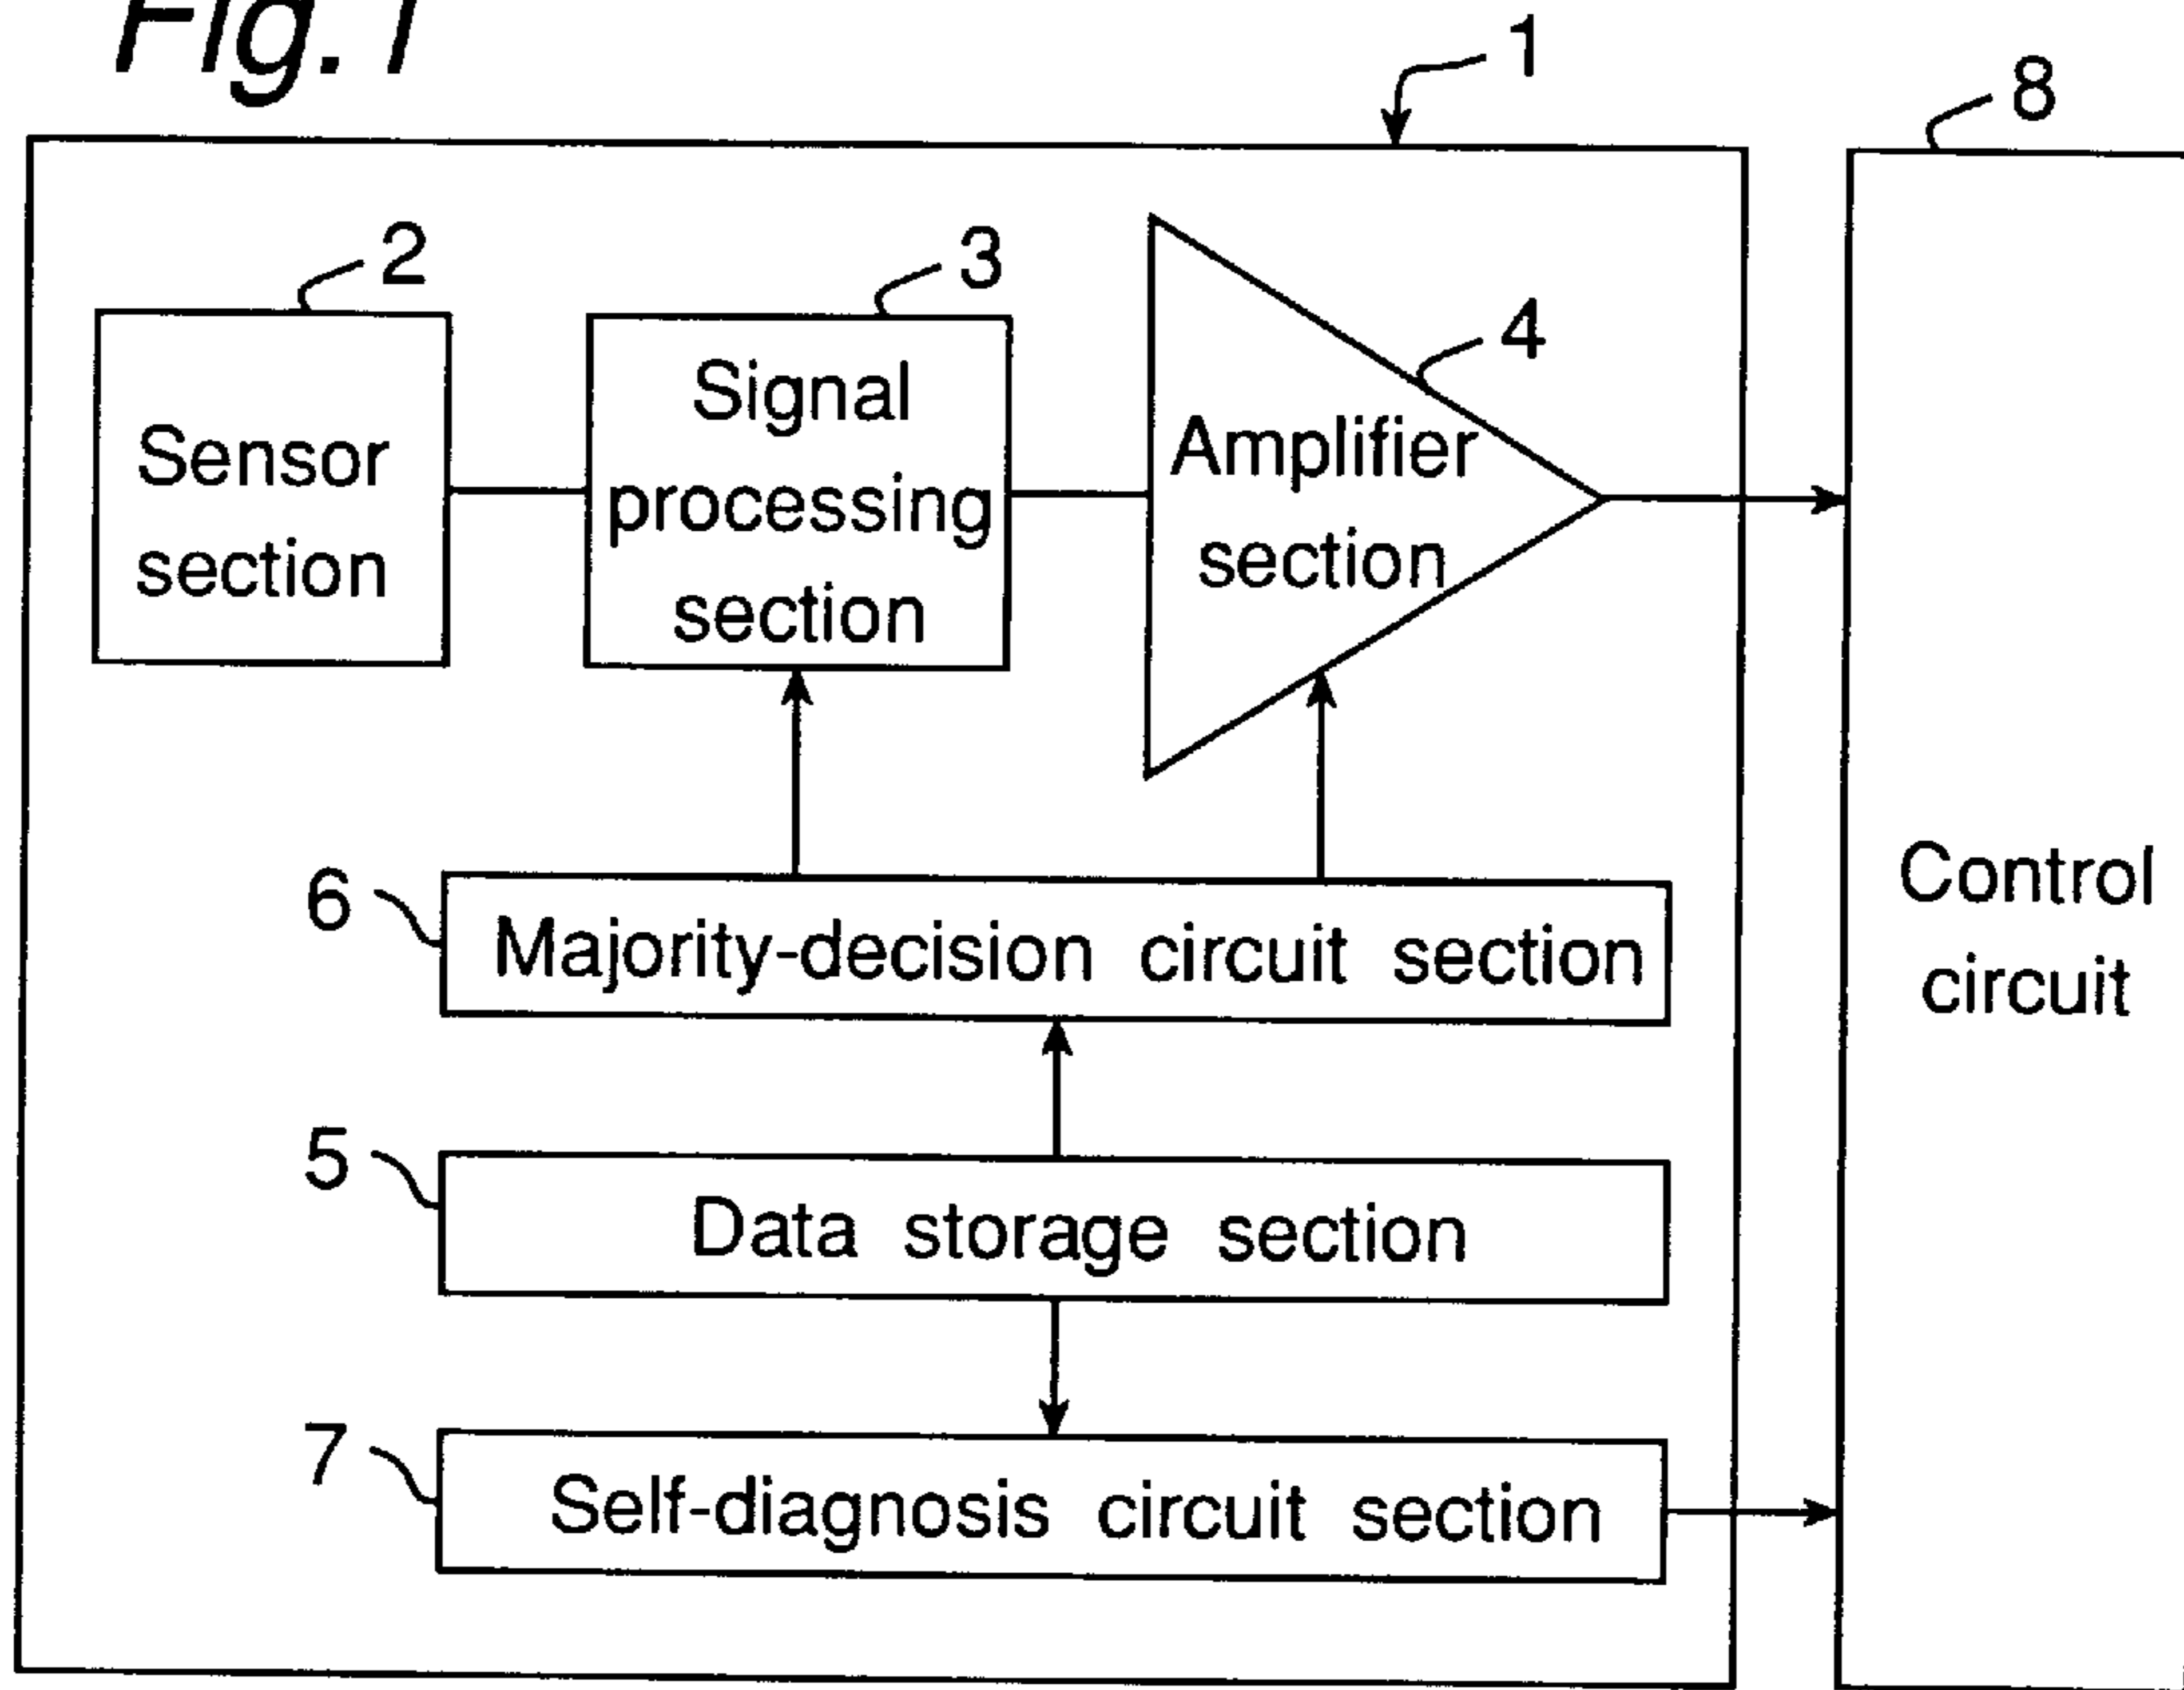 Fig.1
1
8
2
3
4
Signal
processing
section
Sensor
section
Amplifier
section
6
Majority-decision circuit section
Control
circuit
5
Data storage section
7
Self-diagnosis circuit section